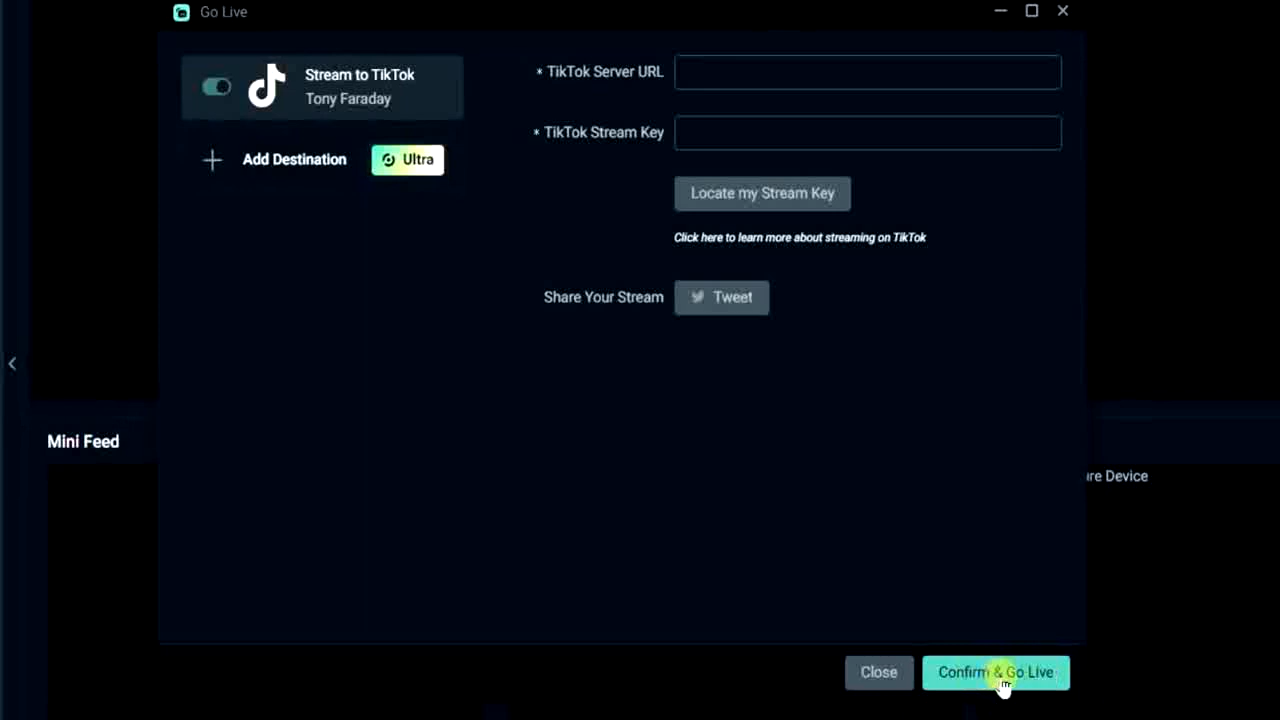 Go Live
Stream to TikTok
Tony Faraday
Add Destination
Ultra
* TikTok Server URL
* TikTok Stream Key
Locate my Stream Key
Click here to learn more about streaming on TikTok
Share Your Stream
Tweet
Mini Feed
ure Device
Close
Confirm & Go Live